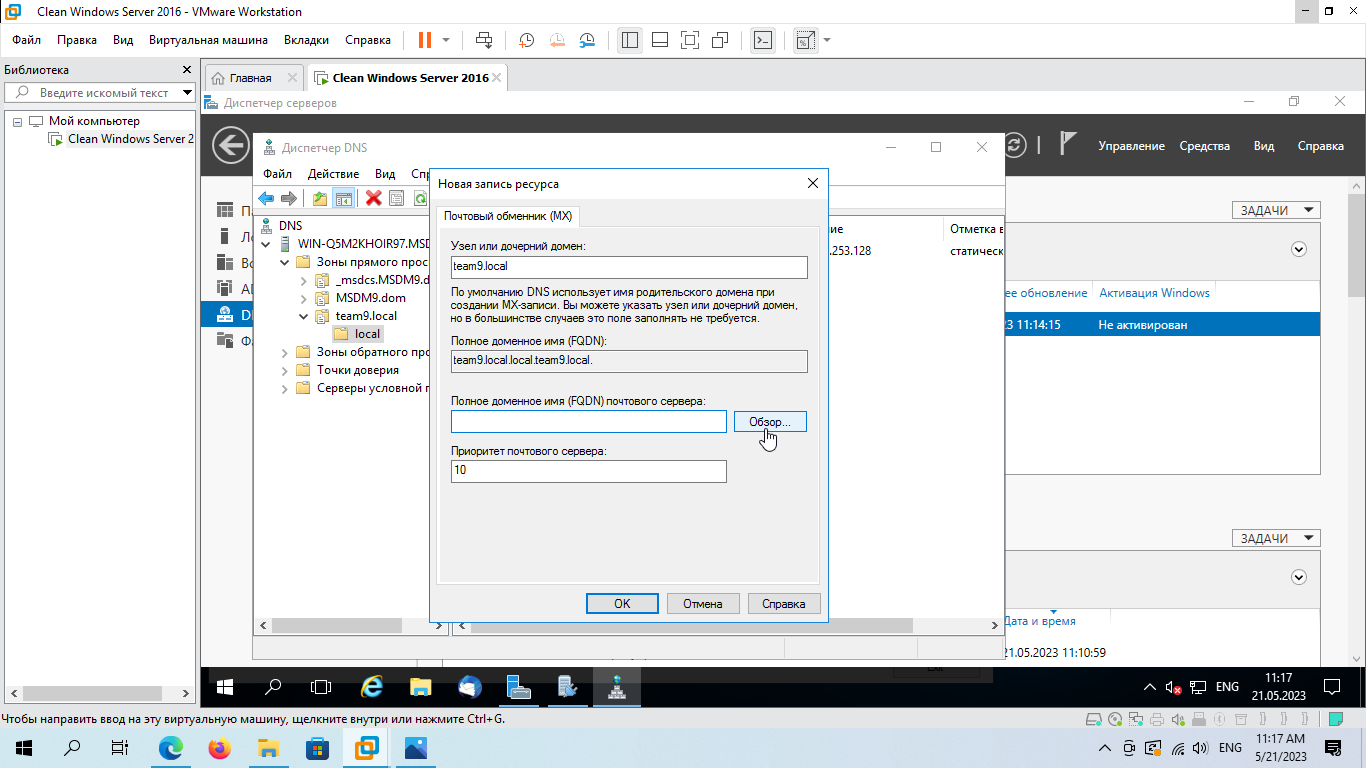 Clean Windows Server 2016 - VMware Workstation
Файл Правка Вид Виртуальная машина Вкладки Справка
Библиотека
Введите искомый текст
Мой компьютер
Clean Windows Server 2
Главная
Clean Windows Server 2016
Диспетчер серверов
Управление Средства Вид Справка
Диспетчер DNS
Файл Действие Вид
DNS
WIN-Q5M2KHOIR97.MSD
Зоны прямого прос
_msdcs.MSDM9.d
MSDM9.dom
team9.local
local
Зоны обратного про
Точки доверия
Серверы условной п
Отметка в
.253.128
статическ
Новая запись ресурса
Почтовый обменник (MX)
Узел или дочерний домен:
team9.local
По умолчанию DNS использует имя родительского домена при
создании MX-записи. Вы можете указать узел или дочерний домен,
но в большинстве случаев это поле заполнять не требуется.
Полное доменное имя (FQDN):
team9.local.local.team9.local.
Полное доменное имя (FQDN) почтового сервера:
Обзор...
Приоритет почтового сервера:
10
OK Отмена Справка
ЗАДАЧИ
ее обновление Активация Windows
23 11:14:15 Не активирован
ЗАДАЧИ
Дата и время
21.05.2023 11:10:59
ENG
11:17
21.05.2023
Чтобы направить ввод на эту виртуальную машину, щелкните внутри или нажмите Ctrl+G.
ENG
11:17 AM
5/21/2023